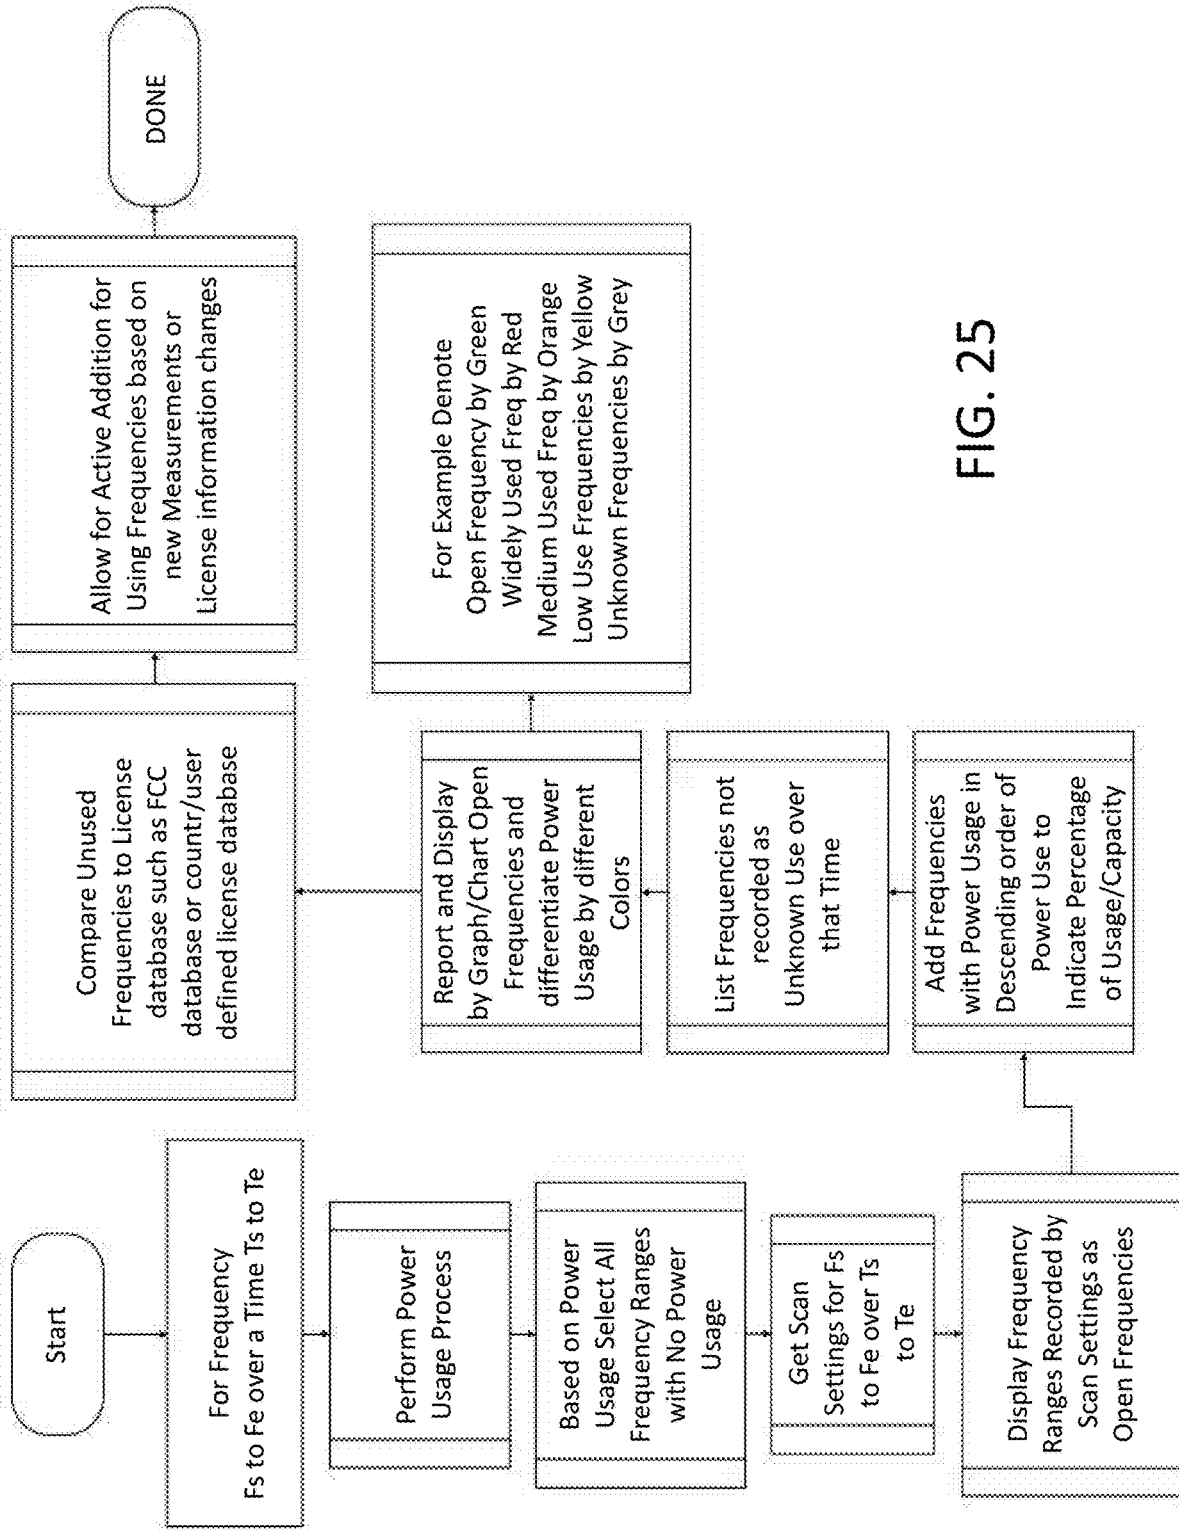 Start
For Frequency
Fs to Fe over a Time Ts to Te
Perform Power
Usage Process
Based on Power
Usage Select All
Frequency Ranges
with No Power
Usage
Get Scan
Settings for Fs
to Fe over Ts
to Te
Display Frequency
Ranges Recorded by
Scan Settings as
Open Frequencies
Add Frequencies
with Power Usage in
Descending order of
Power Use to
Indicate Percentage
of Usage/Capacity
List Frequencies not
recorded as
Unknown Use over
that Time
Report and Display
by Graph/Chart Open
Frequencies and
differentiate Power
Usage by different
Colors
For Example Denote
Open Frequency by Green
Widely Used Freq by Red
Medium Used Freq by Orange
Low Use Frequencies by Yellow
Unknown Frequencies by Grey
Compare Unused
Frequencies to License
database such as FCC
database or countr/user
defined license database
Allow for Active Addition for
Using Frequencies based on
new Measurements or
License information changes
DONE
FIG. 25